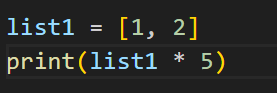 list1 = [1, 2]
print(list1 * 5)